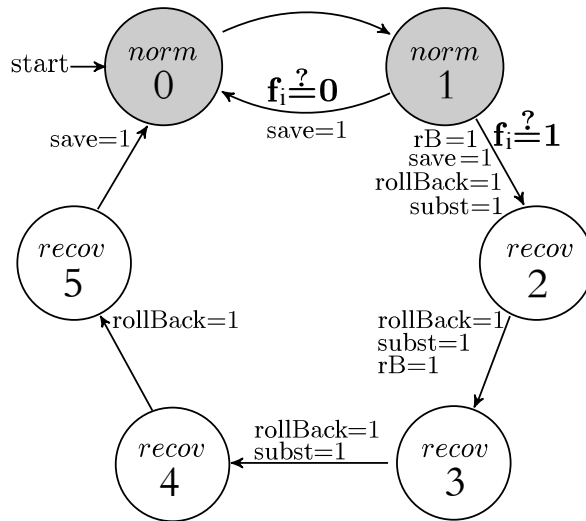 start
norm
0
norm
1
f_i ≟ 0
save=1
save=1
rB=1
save=1
rollBack=1
subst=1
f_i ≟ 1
recov
5
recov
2
rollBack=1
rollBack=1
subst=1
rB=1
recov
4
rollBack=1
subst=1
recov
3